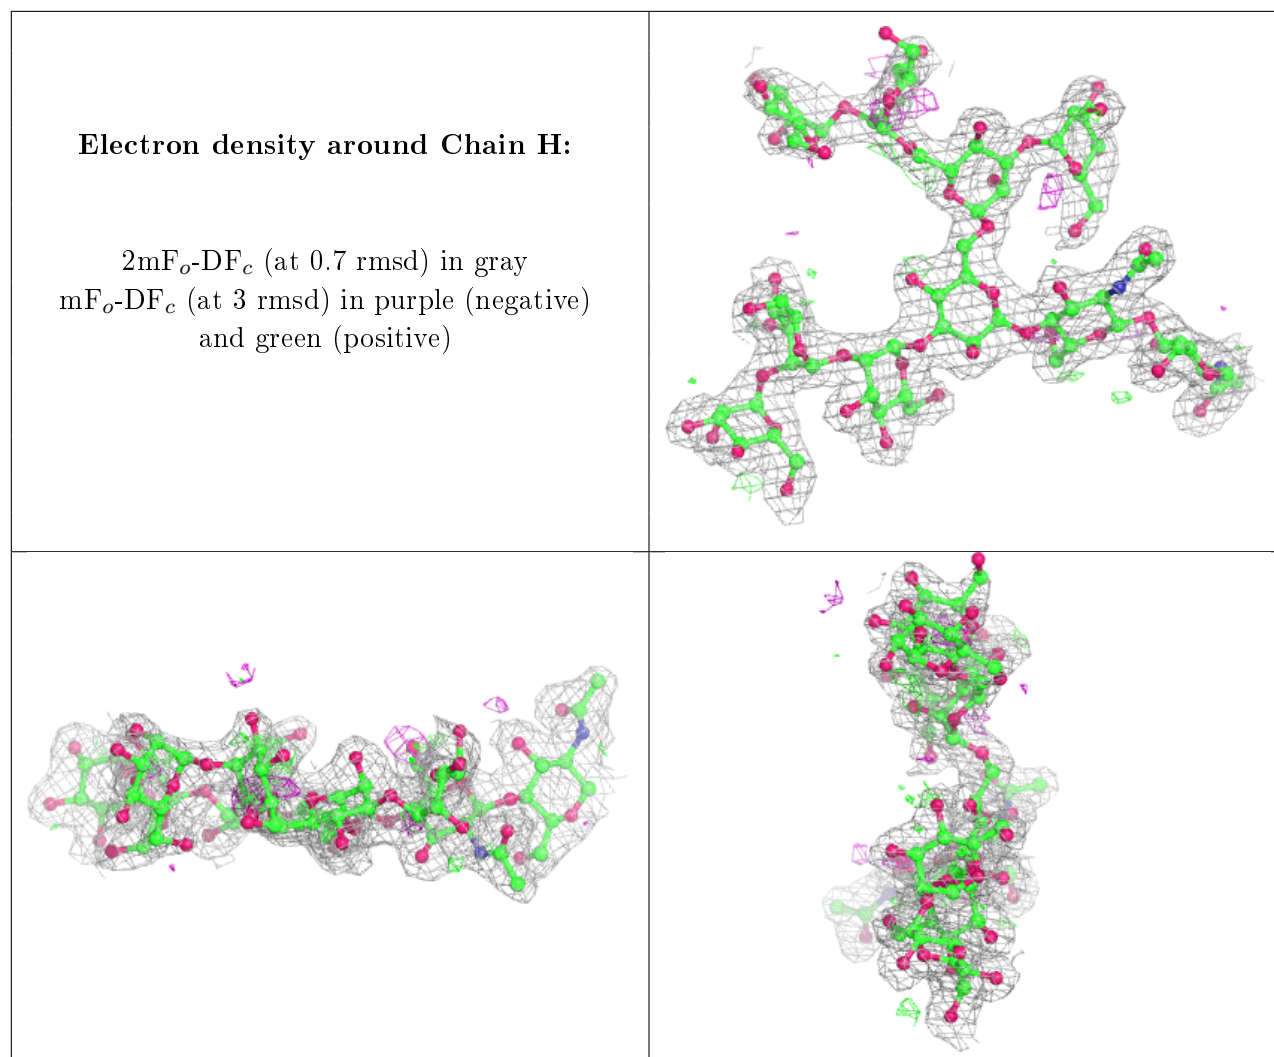 Electron density around Chain H:
2mFₒ-DF𝒸 (at 0.7 rmsd) in gray
mFₒ-DF𝒸 (at 3 rmsd) in purple (negative)
and green (positive)